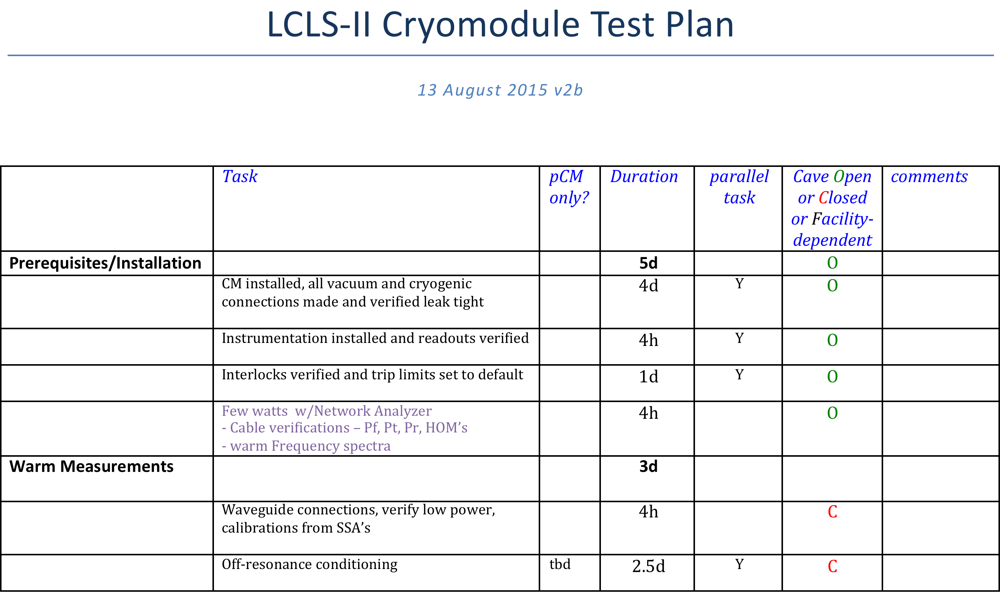 LCLS-II Cryomodule Test Plan
13 August 2015 v2b
Task
pCM only?
Duration
parallel task
Cave Open or Closed or Facility-dependent
comments
Prerequisites/Installation
5d
O
CM installed, all vacuum and cryogenic
connections made and verified leak tight
4d
Y
O
Instrumentation installed and readouts verified
4h
Y
O
Interlocks verified and trip limits set to default
1d
Y
O
Few watts  w/Network Analyzer
- Cable verifications – Pf, Pt, Pr, HOM’s
- warm Frequency spectra
4h
O
Warm Measurements
3d
Waveguide connections, verify low power,
calibrations from SSA’s
4h
C
Off-resonance conditioning
tbd
2.5d
Y
C